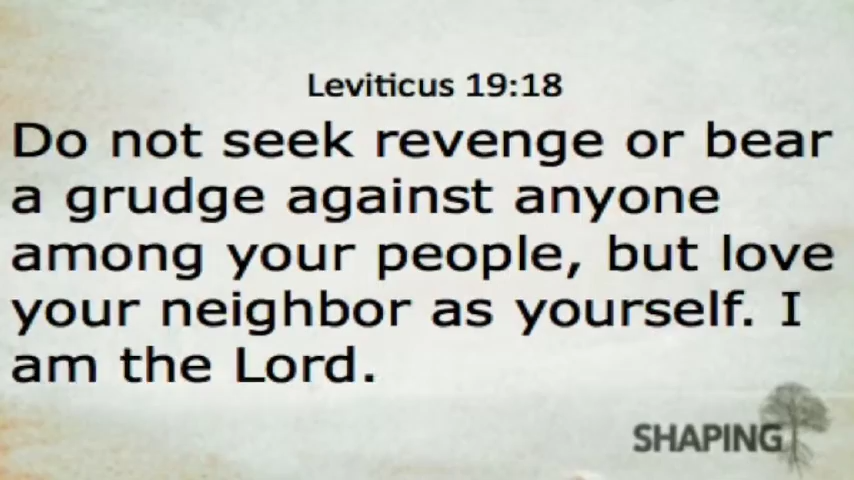 Leviticus 19:18
Do not seek revenge or bear
a grudge against anyone
among your people, but love
your neighbor as yourself. I
am the Lord.
SHAPING